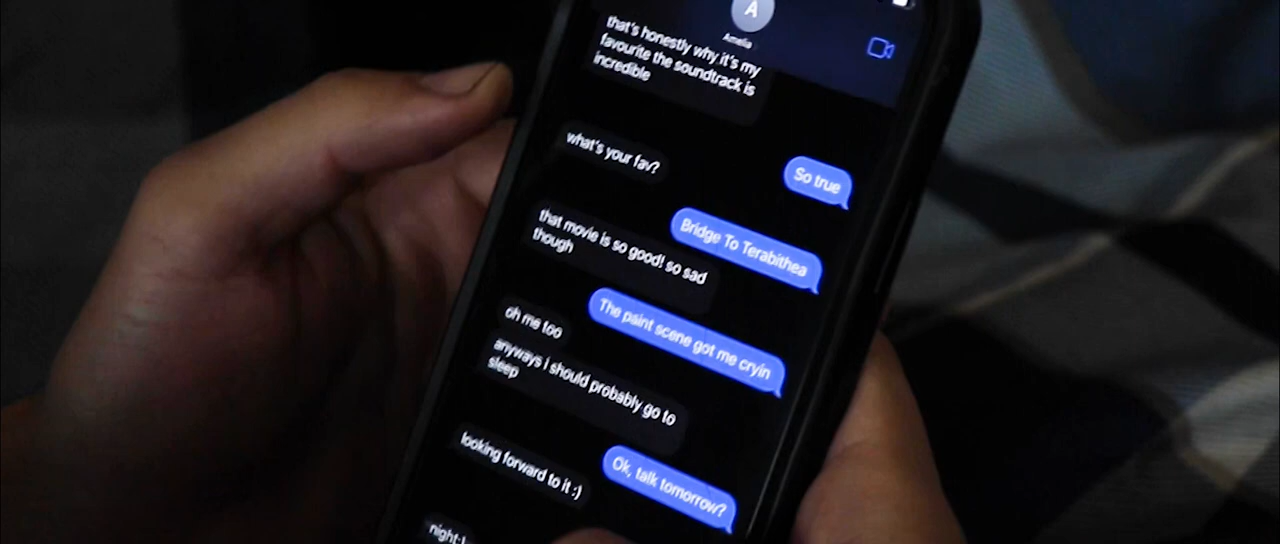 A
Amelia
that's honestly why it's my
favourite the soundtrack is
incredible
So true
what's your fav?
Bridge To Terabithea
that movie is so good! so sad
though
The paint scene got me cryin
oh me too
anyways i should probably go to
sleep
Ok, talk tomorrow?
looking forward to it :)